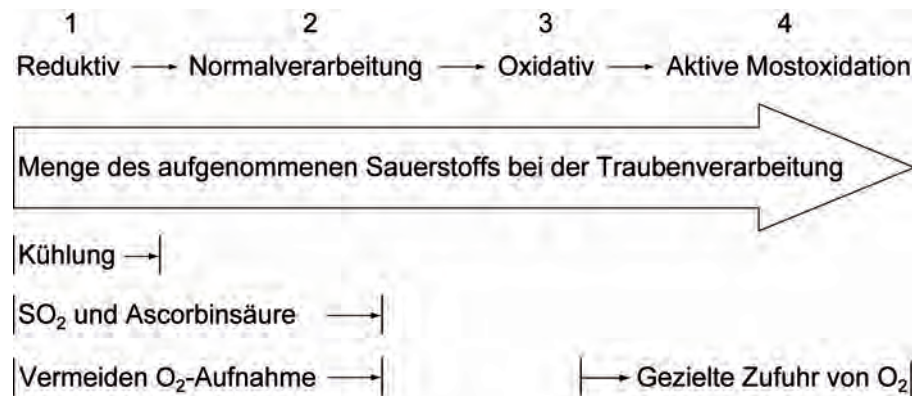 1 2 3 4
Reduktiv → Normalverarbeitung → Oxidativ → Aktive Mostoxidation
Menge des aufgenommenen Sauerstoffs bei der Traubenverarbeitung
Kühlung →
SO₂ und Ascorbinsäure →
Vermeiden O₂-Aufnahme → → Gezielte Zufuhr von O₂